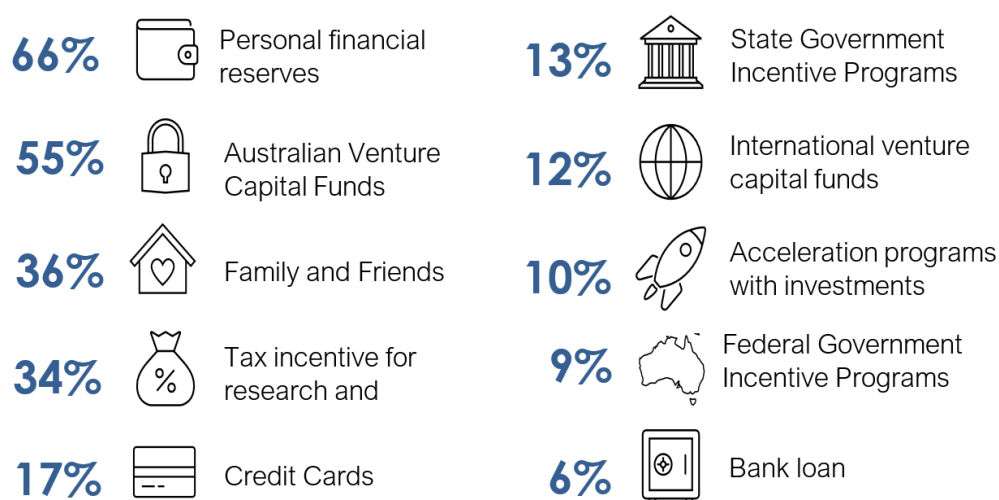 66%
Personal financial
reserves
55%
Australian Venture
Capital Funds
36%
Family and Friends
34%
%
Tax incentive for
research and
17%
Credit Cards
13%
State Government
Incentive Programs
12%
International venture
capital funds
10%
Acceleration programs
with investments
9%
Federal Government
Incentive Programs
6%
Bank loan